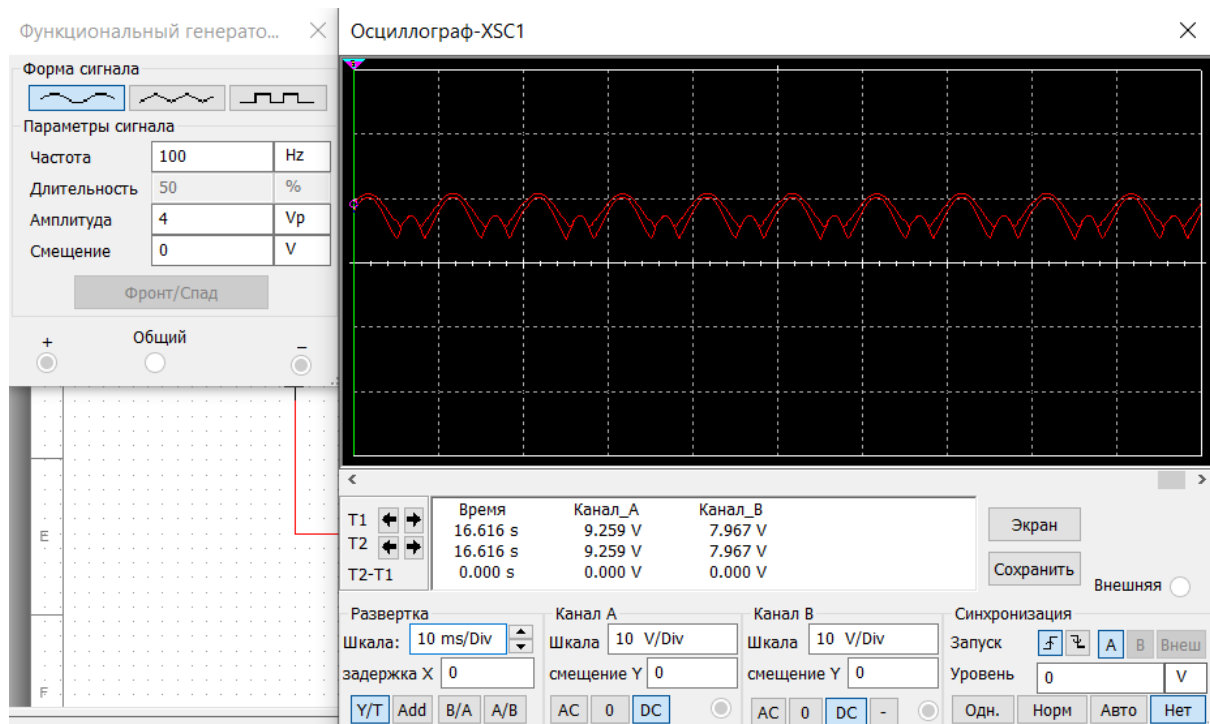 Функциональный генерато...
Форма сигнала
Параметры сигнала
Частота 100 Hz
Длительность 50 %
Амплитуда 4 Vp
Смещение 0 V
Фронт/Спад
+ Общий −
E
F
Осциллограф-XSC1
T1
T2
T2-T1
Время Канал_A Канал_B
16.616 s 9.259 V 7.967 V
16.616 s 9.259 V 7.967 V
0.000 s 0.000 V 0.000 V
Экран
Сохранить
Внешняя
Развертка
Шкала: 10 ms/Div
задержка X 0
Y/T Add B/A A/B
Канал A
Шкала 10 V/Div
смещение Y 0
AC 0 DC
Канал B
Шкала 10 V/Div
смещение Y 0
AC 0 DC -
Синхронизация
Запуск A B Внеш
Уровень 0 V
Одн. Норм Авто Нет